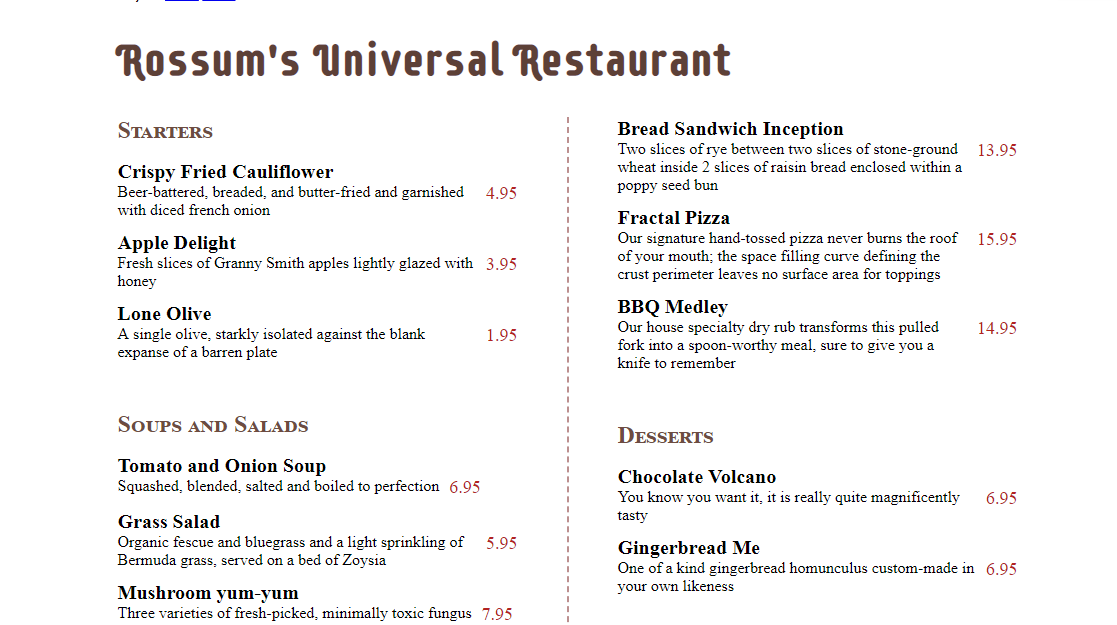 Rossum's Universal Restaurant
Starters
Crispy Fried Cauliflower
Beer-battered, breaded, and butter-fried and garnished 4.95
with diced french onion
Apple Delight
Fresh slices of Granny Smith apples lightly glazed with 3.95
honey
Lone Olive
A single olive, starkly isolated against the blank 1.95
expanse of a barren plate
Soups and Salads
Tomato and Onion Soup
Squashed, blended, salted and boiled to perfection 6.95
Grass Salad
Organic fescue and bluegrass and a light sprinkling of 5.95
Bermuda grass, served on a bed of Zoysia
Mushroom yum-yum
Three varieties of fresh-picked, minimally toxic fungus 7.95
Bread Sandwich Inception
Two slices of rye between two slices of stone-ground 13.95
wheat inside 2 slices of raisin bread enclosed within a
poppy seed bun
Fractal Pizza
Our signature hand-tossed pizza never burns the roof 15.95
of your mouth; the space filling curve defining the
crust perimeter leaves no surface area for toppings
BBQ Medley
Our house specialty dry rub transforms this pulled 14.95
fork into a spoon-worthy meal, sure to give you a
knife to remember
Desserts
Chocolate Volcano
You know you want it, it is really quite magnificently 6.95
tasty
Gingerbread Me
One of a kind gingerbread homunculus custom-made in 6.95
your own likeness